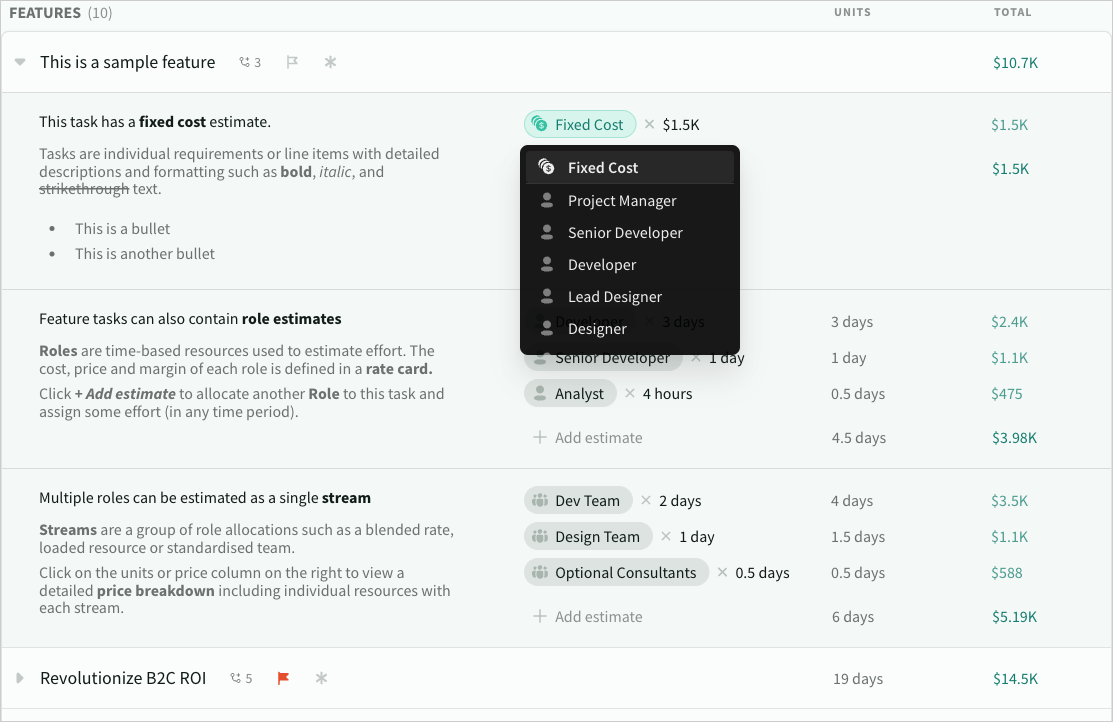 FEATURES (10) UNITS TOTAL
This is a sample feature 3 $10.7K
This task has a fixed cost estimate. Fixed Cost × $1.5K $1.5K
Tasks are individual requirements or line items with detailed
descriptions and formatting such as bold, italic, and
strikethrough text.
$1.5K
• This is a bullet
• This is another bullet
Fixed Cost
Project Manager
Senior Developer
Developer
Lead Designer
Designer
Feature tasks can also contain role estimates Developer × 3 days 3 days $2.4K
Roles are time-based resources used to estimate effort. The
cost, price and margin of each role is defined in a rate card.
Senior Developer × 1 day 1 day $1.1K
Click + Add estimate to allocate another Role to this task and
assign some effort (in any time period).
Analyst × 4 hours 0.5 days $475
+ Add estimate 4.5 days $3.98K
Multiple roles can be estimated as a single stream Dev Team × 2 days 4 days $3.5K
Streams are a group of role allocations such as a blended rate,
loaded resource or standardised team.
Design Team × 1 day 1.5 days $1.1K
Click on the units or price column on the right to view a
detailed price breakdown including individual resources with
each stream.
Optional Consultants × 0.5 days 0.5 days $588
+ Add estimate 6 days $5.19K
Revolutionize B2C ROI 5 19 days $14.5K